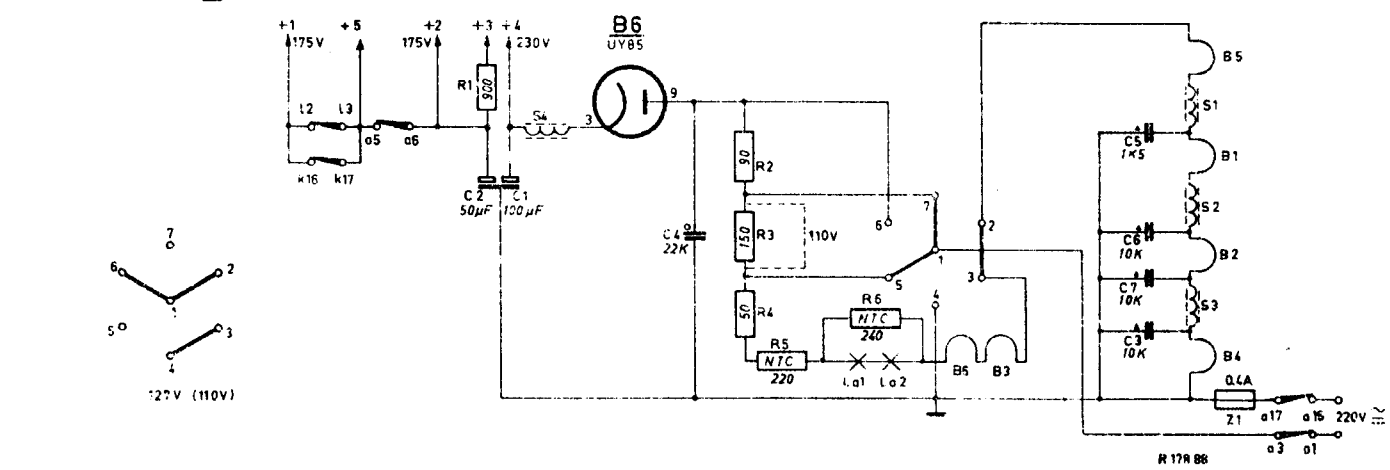 +1 +5 +2 +3 +4
175V 175V 230V
B6
UY85
R1
900
l2 l3
a5 a6
k16 k17
S4
3
9
C2 C1
50µF 100µF
C4
22K
90
R2
150
R3
110V
50
R4
R5
NTC
220
R6
NTC
240
La1 La2
B6 B3
7
6
1
5
4
2
3
B5
S1
C5
1K5
B1
S2
C6
10K
B2
C7
10K
S3
C3
10K
B4
0.4A
Z1
a17 a16 220V
a3 a1
R 178 88
7
6 2
1
5 3
4
127V (110V)